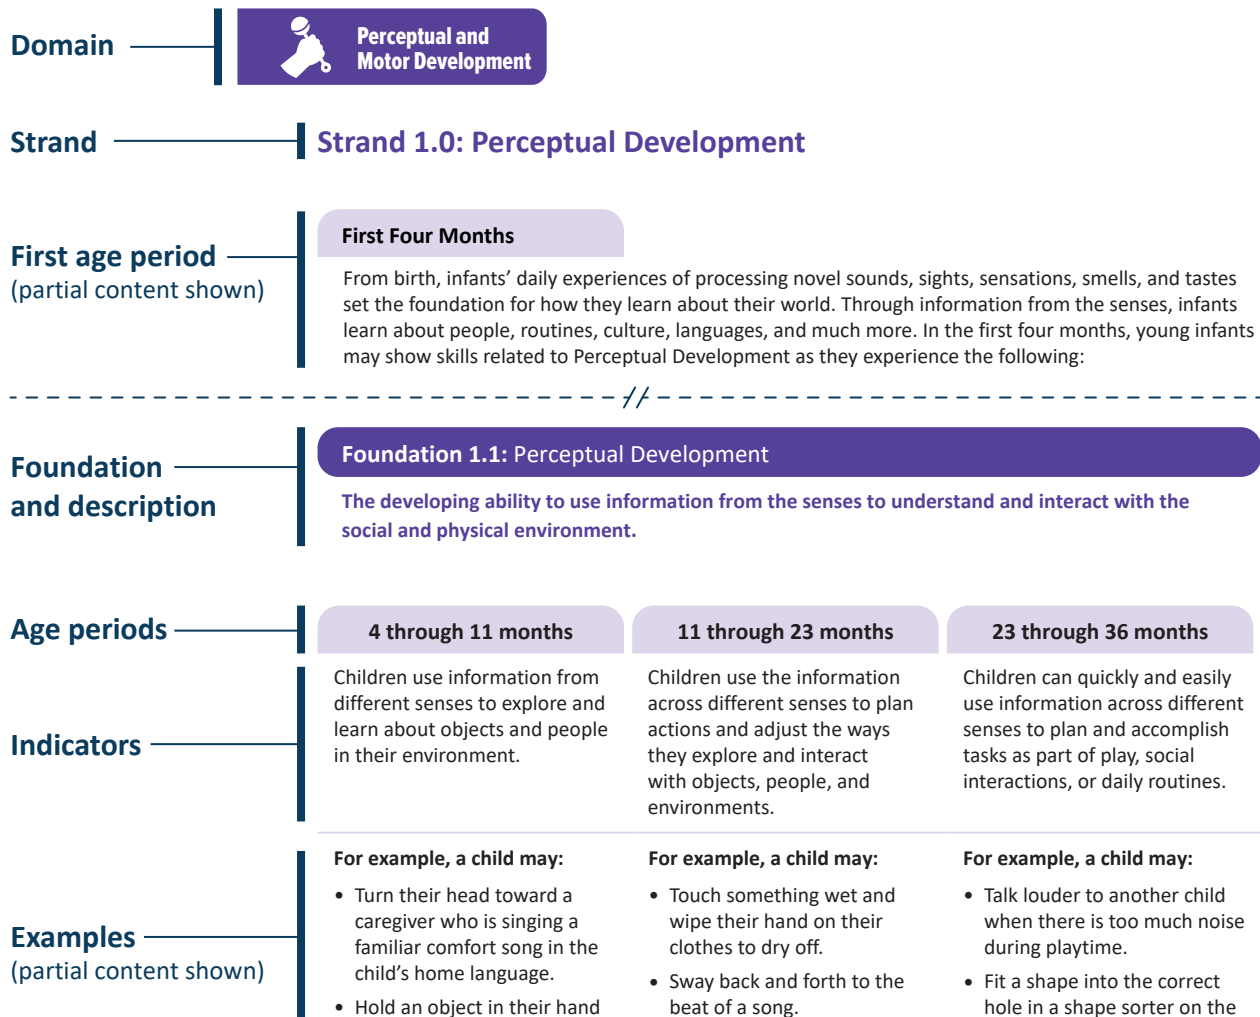 Domain
Perceptual and
Motor Development
Strand
Strand 1.0: Perceptual Development
First age period
(partial content shown)
First Four Months
From birth, infants’ daily experiences of processing novel sounds, sights, sensations, smells, and tastes
set the foundation for how they learn about their world. Through information from the senses, infants
learn about people, routines, culture, languages, and much more. In the first four months, young infants
may show skills related to Perceptual Development as they experience the following:
Foundation
and description
Foundation 1.1: Perceptual Development
The developing ability to use information from the senses to understand and interact with the
social and physical environment.
Age periods
4 through 11 months
11 through 23 months
23 through 36 months
Indicators
Children use information from
different senses to explore and
learn about objects and people
in their environment.
Children use the information
across different senses to plan
actions and adjust the ways
they explore and interact
with objects, people, and
environments.
Children can quickly and easily
use information across different
senses to plan and accomplish
tasks as part of play, social
interactions, or daily routines.
Examples
(partial content shown)
For example, a child may:
• Turn their head toward a
caregiver who is singing a
familiar comfort song in the
child’s home language.
• Hold an object in their hand
For example, a child may:
• Touch something wet and
wipe their hand on their
clothes to dry off.
• Sway back and forth to the
beat of a song.
For example, a child may:
• Talk louder to another child
when there is too much noise
during playtime.
• Fit a shape into the correct
hole in a shape sorter on the